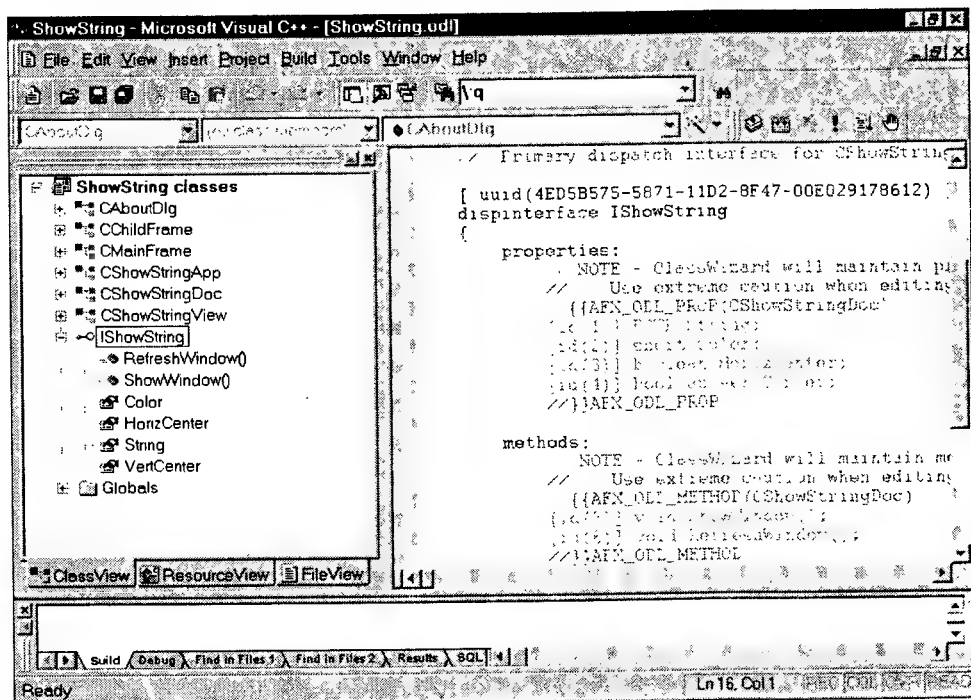 ShowString - Microsoft Visual C++ - [ShowString.odl]
File Edit View Insert Project Build Tools Window Help
\q
CAboutDlg
CAboutDlg
ShowString classes
CAboutDlg
CChildFrame
CMainFrame
CShowStringApp
CShowStringDoc
CShowStringView
IShowString
RefreshWindow()
ShowWindow()
Color
HorizCenter
String
VertCenter
Globals
ClassView ResourceView FileView
// Primary dispatch interface for CShowString
[ uuid(4ED5B575-5871-11D2-8F47-00E029178612)
dispinterface IShowString
{
properties:
NOTE - ClassWizard will maintain
// Use extreme caution when editing
{{AFX_ODL_PROP(CShowStringDoc)
//}}AFX_ODL_PROP
methods:
NOTE - ClassWizard will maintain me
// Use extreme caution when editing
{{AFX_ODL_METHOD(CShowStringDoc)
//}}AFX_ODL_METHOD
Build Debug Find in Files 1 Find in Files 2 Results SQL
Ready
Ln 16, Col 1